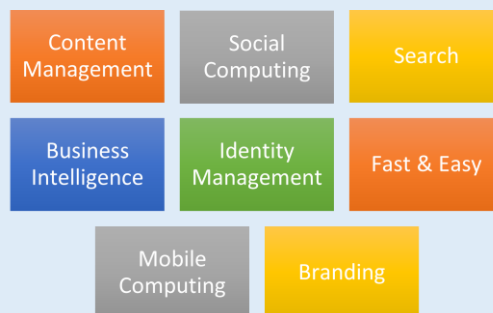 Content
Management
Social
Computing
Search
Business
Intelligence
Identity
Management
Fast & Easy
Mobile
Computing
Branding